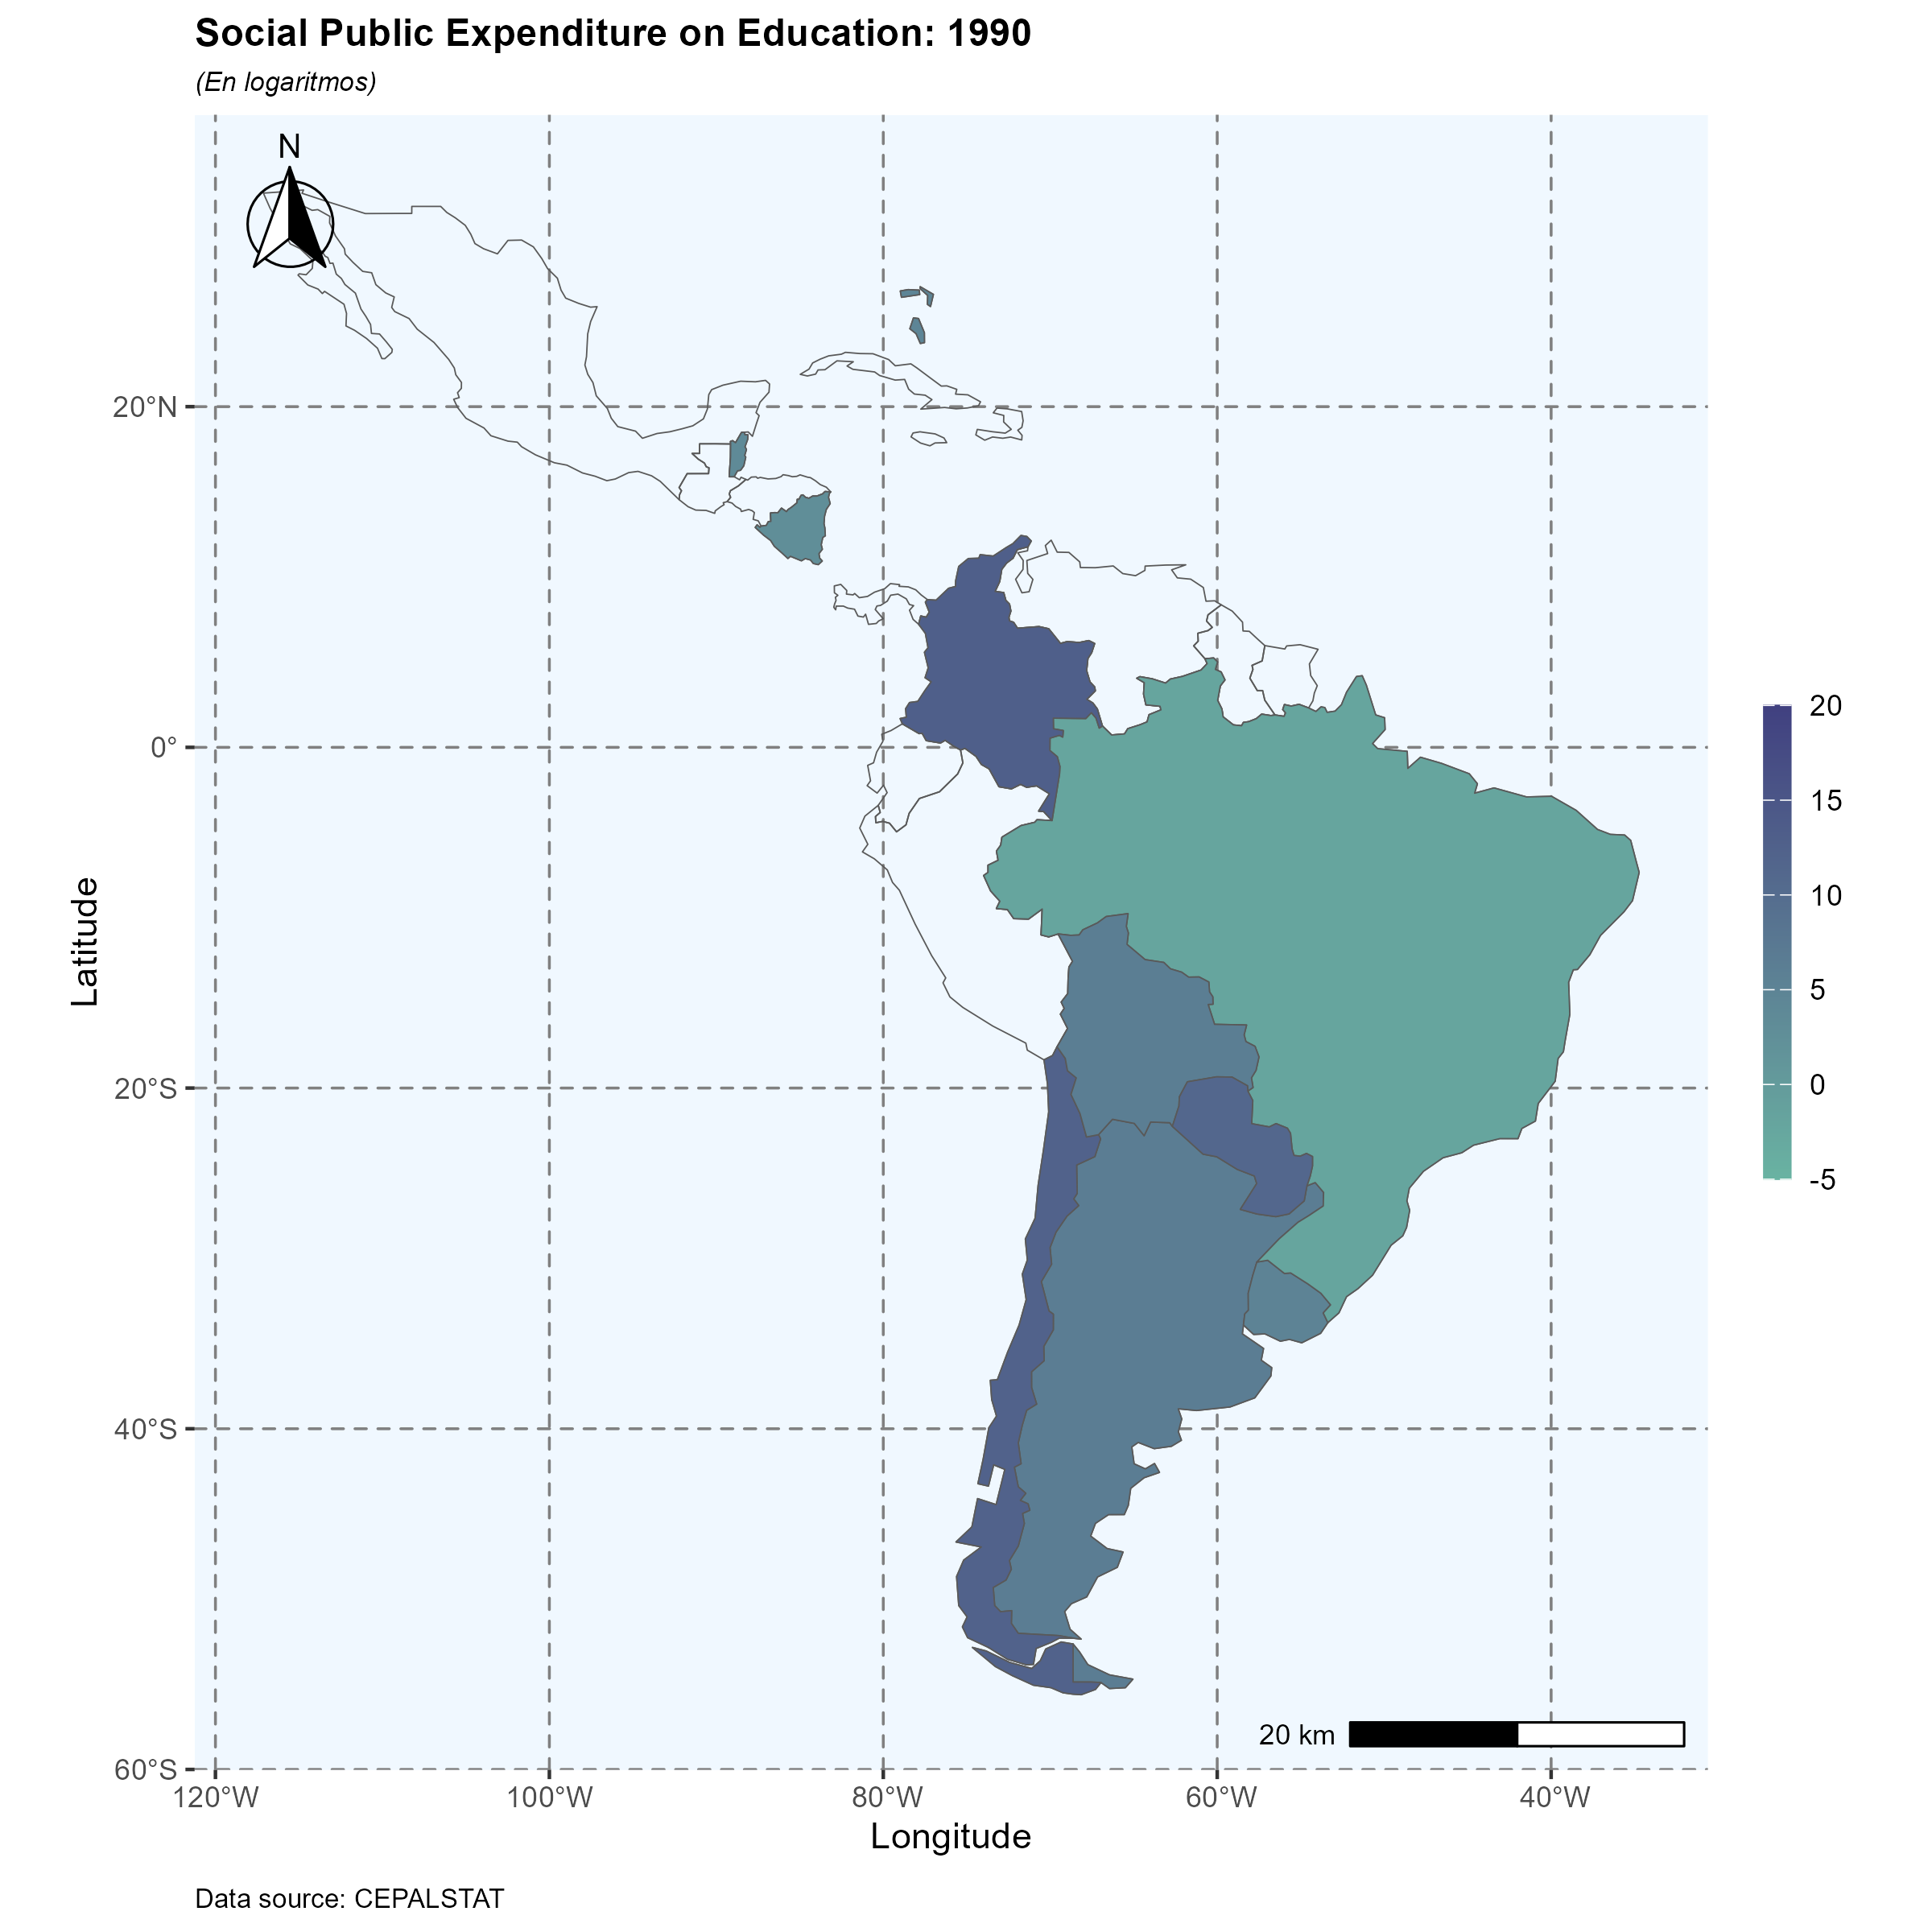 Social Public Expenditure on Education: 1990
(En logaritmos)
N
20°N
0°
20°S
40°S
60°S
Latitude
120°W
100°W
80°W
60°W
40°W
Longitude
20
15
10
5
0
-5
20 km
Data source: CEPALSTAT